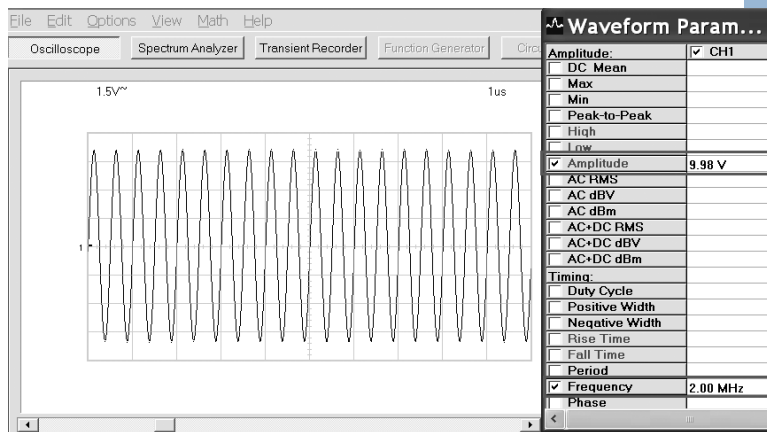 File Edit Options View Math Help
Oscilloscope Spectrum Analyzer Transient Recorder Function Generator Circu
1.5V~ 1us
1
Waveform Param...
Amplitude: CH1
DC Mean
Max
Min
Peak-to-Peak
High
Low
Amplitude 9.98 V
AC RMS
AC dBV
AC dBm
AC+DC RMS
AC+DC dBV
AC+DC dBm
Timing:
Duty Cycle
Positive Width
Negative Width
Rise Time
Fall Time
Period
Frequency 2.00 MHz
Phase